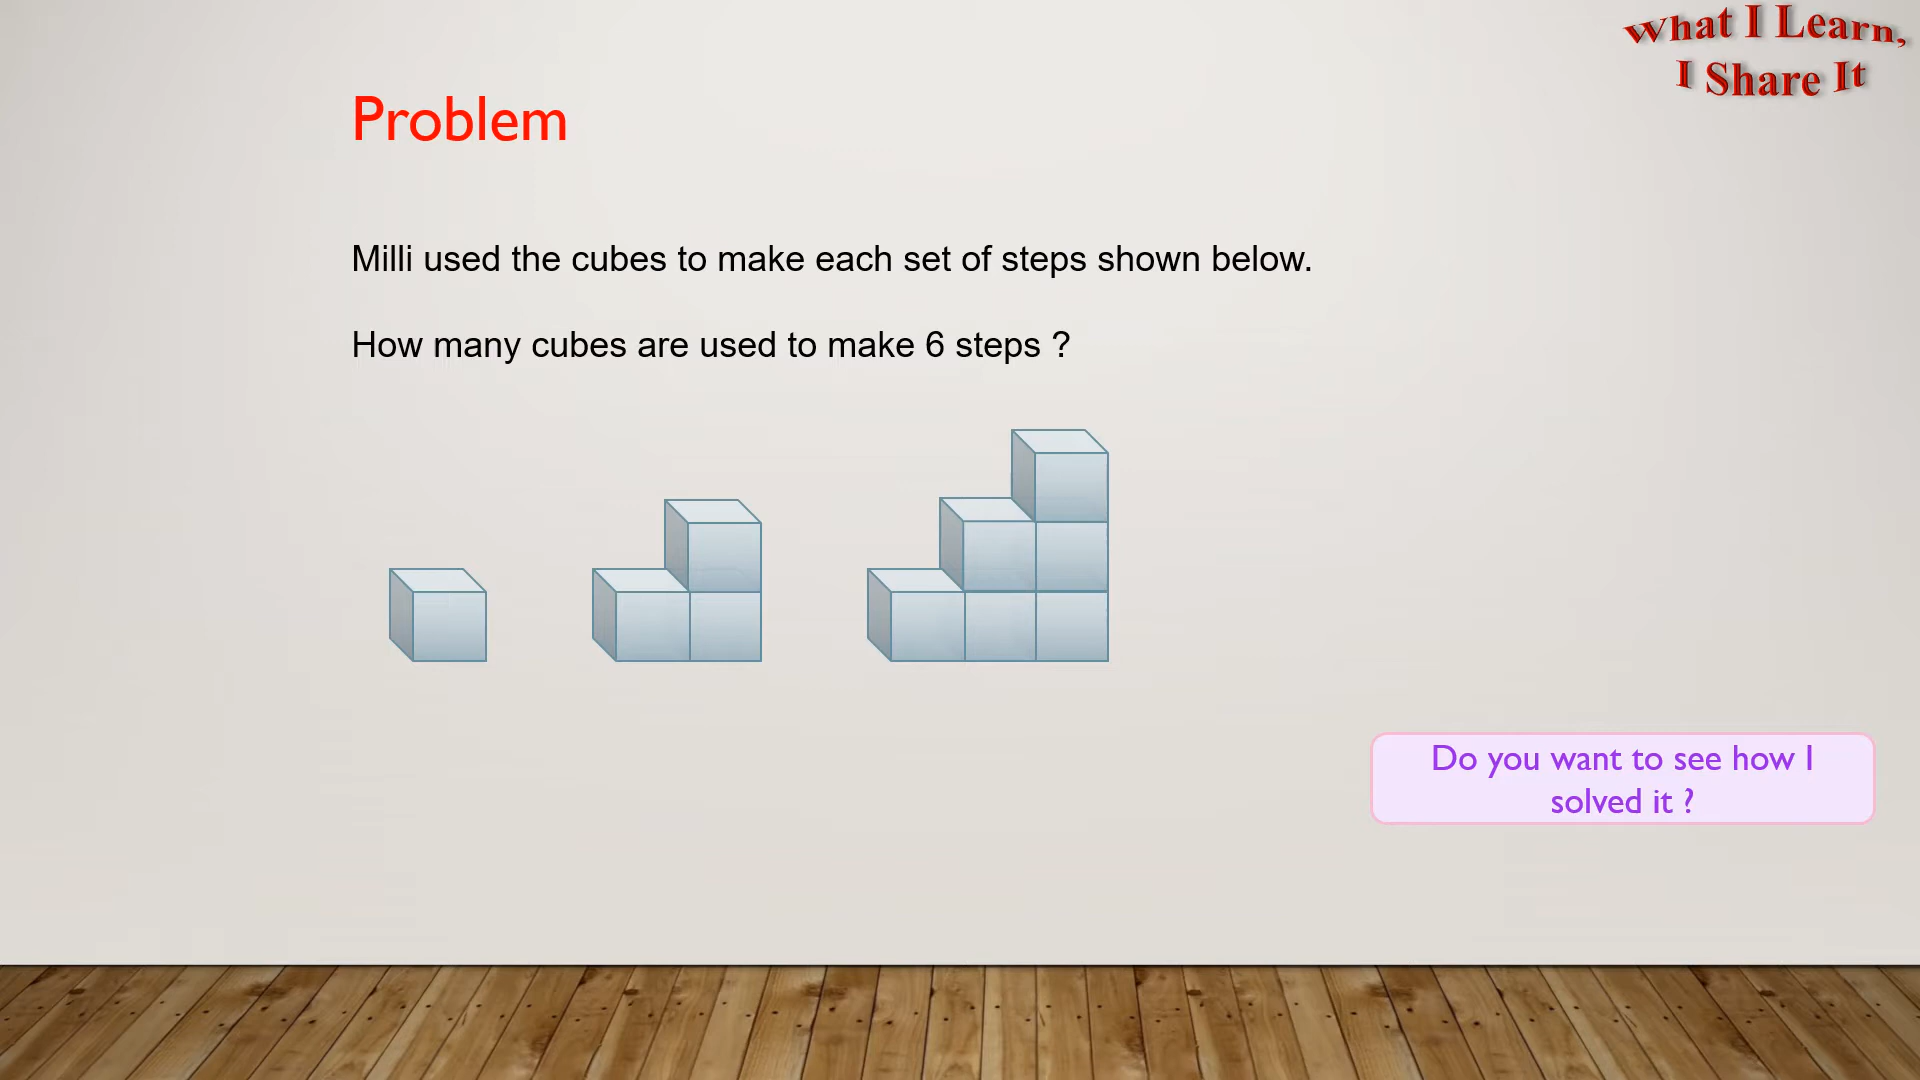 What I Learn,
I Share It
Problem
Milli used the cubes to make each set of steps shown below.
How many cubes are used to make 6 steps ?
Do you want to see how I
solved it ?